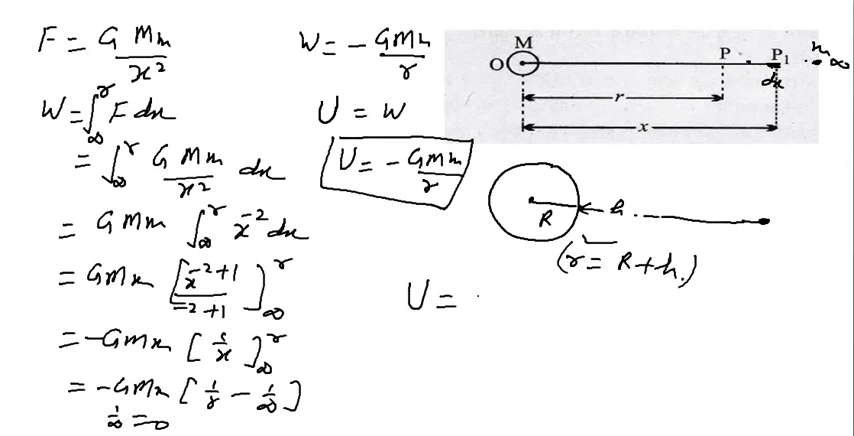 F = G Mm / x²
W = ∫_∞^r F dx
= ∫_∞^r G Mm / x² dx
= GMm ∫_∞^r x⁻² dx
= GMm [x⁻²⁺¹ / -2+1]_∞^r
= -GMm [1/x]_∞^r
= -GMm [1/r - 1/∞]
1/∞ = 0
W = - GMm / r
U = W
U = - GMm / r
M
O P P₁ m ∞
dx
r
x
R h
(r = R + h.)
U =